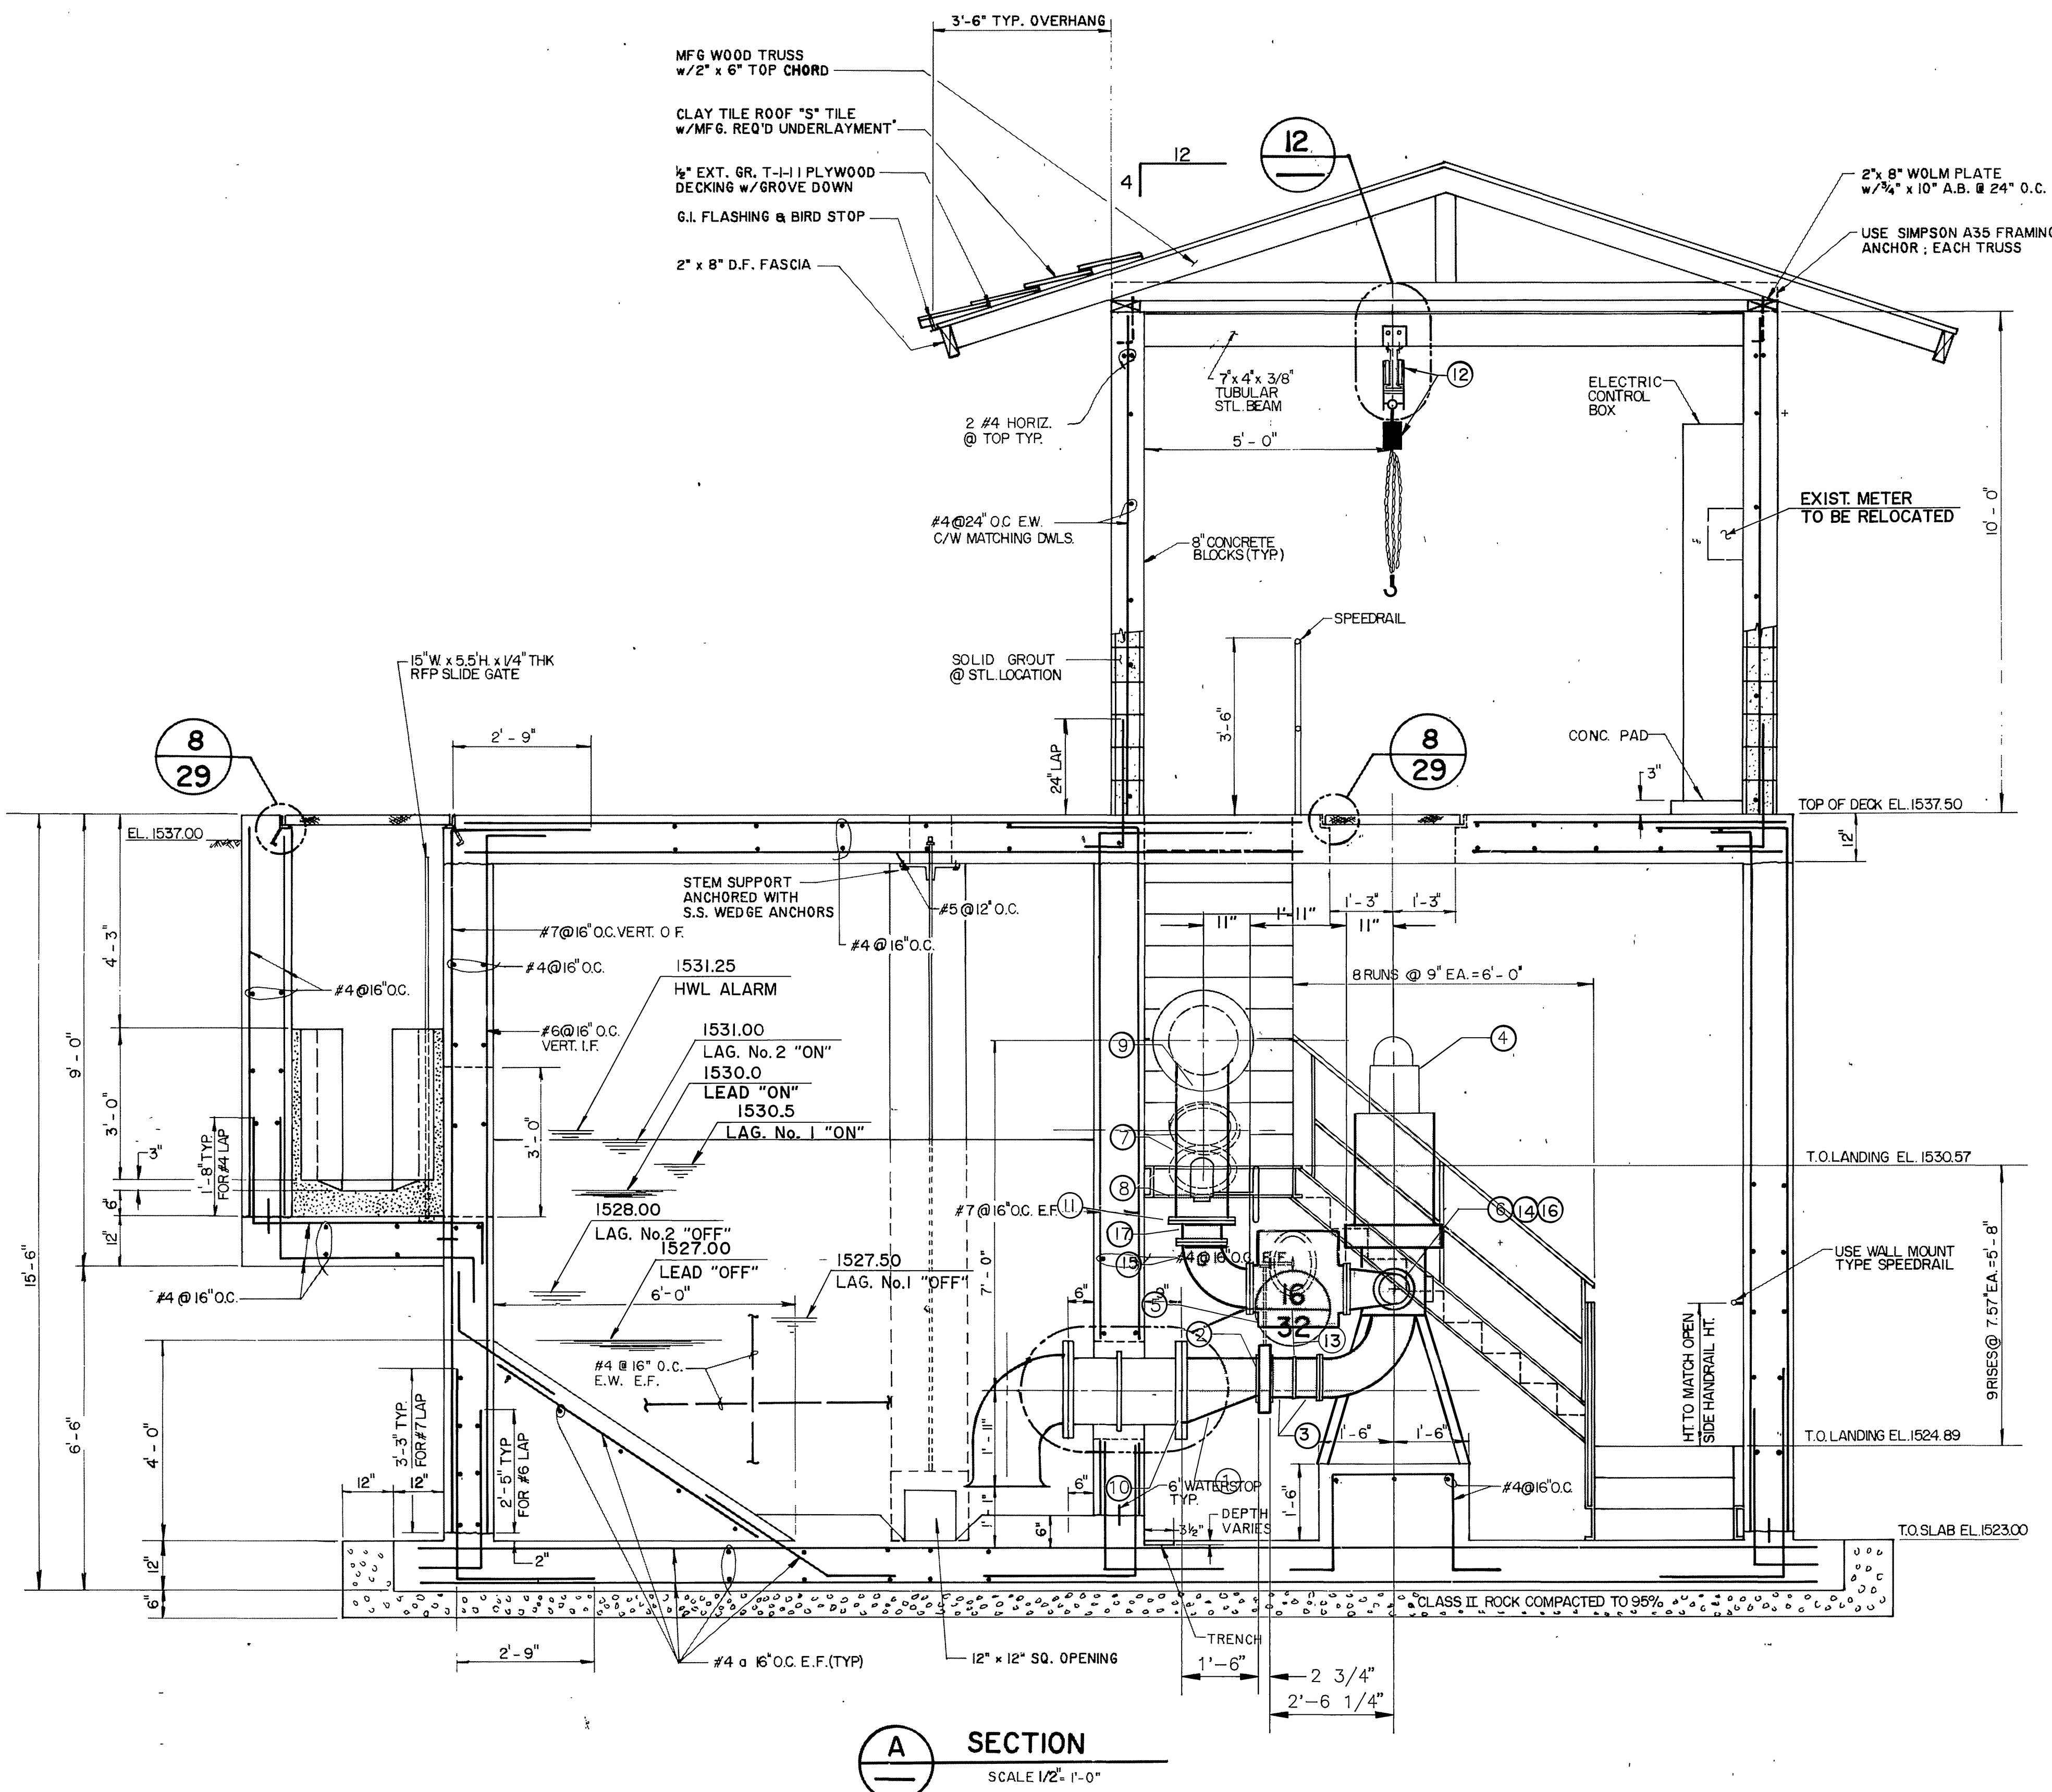 3'-6" TYP. OVERHANG
MFG WOOD TRUSS
w/2" x 6" TOP CHORD
CLAY TILE ROOF "S" TILE
w/MFG. REQ'D UNDERLAYMENT
½" EXT. GR. T-1-11 PLYWOOD
DECKING w/GROVE DOWN
G.I. FLASHING & BIRD STOP
2" x 8" D.F. FASCIA
12
4
12
2"x 8" WOLM PLATE
w/¾" x 10" A.B. @ 24" O.C.
USE SIMPSON A35 FRAMING
ANCHOR ; EACH TRUSS
7"x 4"x 3/8"
TUBULAR
STL. BEAM
12
ELECTRIC
CONTROL
BOX
2 #4 HORIZ.
@ TOP TYP.
5'-0"
EXIST. METER
TO BE RELOCATED
10'-0"
#4@24" O.C E.W.
C/W MATCHING DWLS.
8" CONCRETE
BLOCKS (TYP.)
SPEEDRAIL
15"W. x 5.5'H. x 1/4" THK
RFP SLIDE GATE
SOLID GROUT
@ STL. LOCATION
3'-6"
8
29
2'-9"
24" LAP
8
29
CONC. PAD
3"
TOP OF DECK EL. 1537.50
EL. 1537.00
12"
STEM SUPPORT
ANCHORED WITH
S.S. WEDGE ANCHORS
#5@12" O.C.
1'-3"
1'-3"
11"
1'-11"
11"
#7@16" O.C. VERT. O F.
#4 @ 16" O.C.
4'-3"
#4@16" O.C.
1531.25
HWL ALARM
8 RUNS @ 9" EA.=6'-0"
#4 @16" O.C.
#6@16" O.C.
VERT. I.F.
1531.00
LAG. No. 2 "ON"
9
4
9'-0"
1530.0
LEAD "ON"
1530.5
LAG. No. 1 "ON"
3'-0"
3'-0"
7
3"
1'-8" TYP.
FOR #4 LAP
T.O. LANDING EL. 1530.57
8
6"
1528.00
LAG. No.2 "OFF"
#7@16" O.C. E.F.
11
6 14 16
12"
17
15'-6"
1527.00
LEAD "OFF"
1527.50
LAG. No.1 "OFF"
15
#4 @ 16" O.C. E.F.
7'-0"
USE WALL MOUNT
TYPE SPEEDRAIL
#4 @ 16" O.C.
6'-0"
6"
5
16
32
2
13
9 RISES @ 7.57" EA. = 5'-8"
HT. TO MATCH OPEN
SIDE HANDRAIL HT.
#4 @ 16" O.C.
E.W. E.F.
6'-6"
4'-0"
3'-3" TYP.
FOR #7 LAP
2'-5" TYP
FOR #6 LAP
1'-11"
3
1'-6"
1'-6"
T.O. LANDING EL. 1524.89
12"
12"
6"
10
6" WATERSTOP
TYP.
1
1'-6"
#4@16" O.C.
1'-1"
6"
3½"
DEPTH
VARIES
T.O. SLAB EL. 1523.00
2"
12"
6"
CLASS II ROCK COMPACTED TO 95%
2'-9"
#4 @ 16" O.C. E.F. (TYP)
12" x 12" SQ. OPENING
TRENCH
1'-6"
2 3/4"
2'-6 1/4"
A
SECTION
SCALE 1/2"= 1'-0"